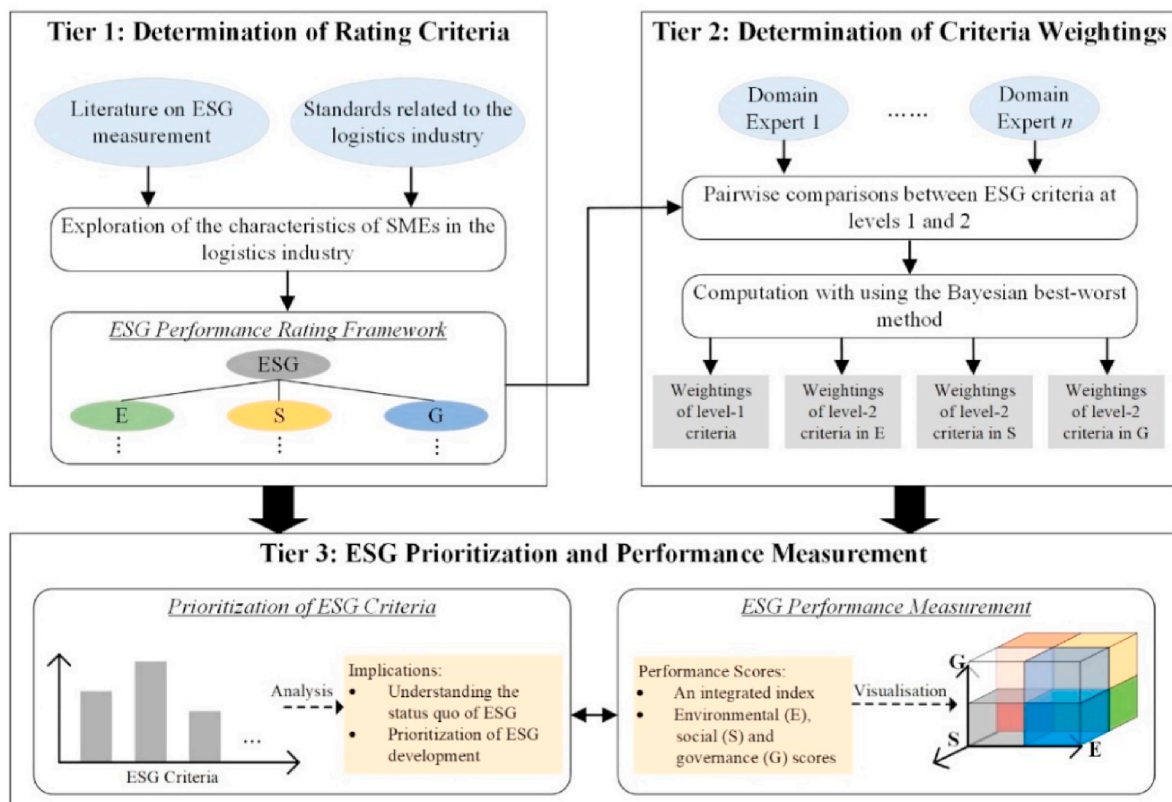 Tier 1: Determination of Rating Criteria
Literature on ESG
measurement
Standards related to the
logistics industry
Exploration of the characteristics of SMEs in the
logistics industry
ESG Performance Rating Framework
ESG
E
S
G
⋮
⋮
⋮
Tier 2: Determination of Criteria Weightings
Domain
Expert 1
……
Domain
Expert n
Pairwise comparisons between ESG criteria at
levels 1 and 2
Computation with using the Bayesian best-worst
method
Weightings
of level-1
criteria
Weightings
of level-2
criteria in E
Weightings
of level-2
criteria in S
Weightings
of level-2
criteria in G
Tier 3: ESG Prioritization and Performance Measurement
Prioritization of ESG Criteria
...
ESG Criteria
Analysis
Implications:
• Understanding the
status quo of ESG
• Prioritization of ESG
development
ESG Performance Measurement
Performance Scores:
• An integrated index
• Environmental (E),
social (S) and
governance (G) scores
Visualisation
G
S
E